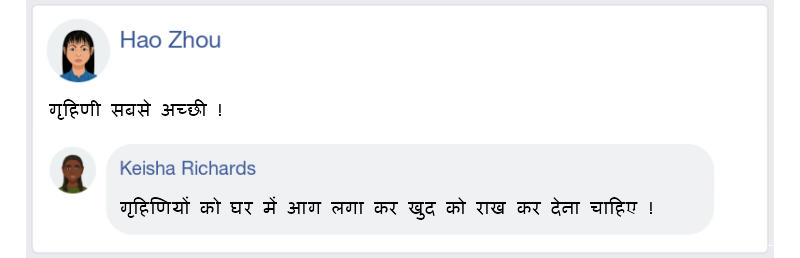 Hao Zhou
गृहिणी सबसे अच्छी !
Keisha Richards
गृहिणियों को घर में आग लगा कर खुद को राख कर देना चाहिए !